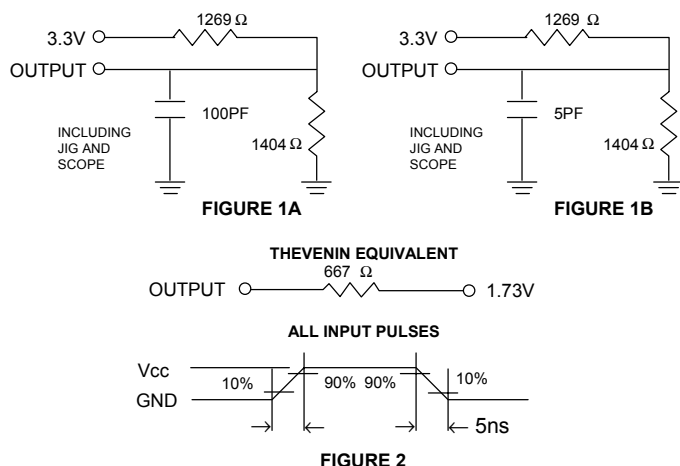 1269 Ω
3.3V
OUTPUT
100PF
INCLUDING
JIG AND
SCOPE
1404 Ω
FIGURE 1A
1269 Ω
3.3V
OUTPUT
5PF
INCLUDING
JIG AND
SCOPE
1404 Ω
FIGURE 1B
THEVENIN EQUIVALENT
667 Ω
OUTPUT
1.73V
ALL INPUT PULSES
Vcc
GND
10%
90% 90%
10%
5ns
FIGURE 2